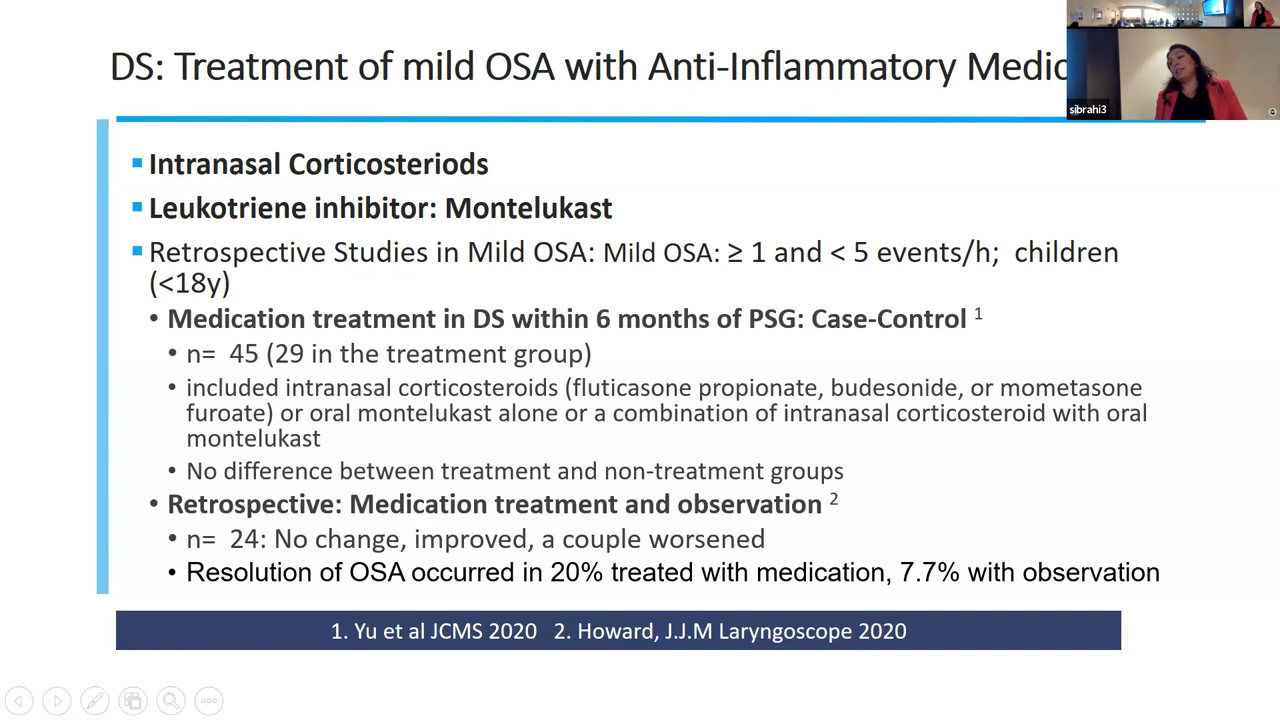 DS: Treatment of mild OSA with Anti-Inflammatory Medic
sibrahi3
Intranasal Corticosteriods
Leukotriene inhibitor: Montelukast
Retrospective Studies in Mild OSA: Mild OSA: ≥ 1 and < 5 events/h; children
(<18y)
• Medication treatment in DS within 6 months of PSG: Case-Control 1
• n= 45 (29 in the treatment group)
• included intranasal corticosteroids (fluticasone propionate, budesonide, or mometasone
furoate) or oral montelukast alone or a combination of intranasal corticosteroid with oral
montelukast
• No difference between treatment and non-treatment groups
• Retrospective: Medication treatment and observation 2
• n= 24: No change, improved, a couple worsened
• Resolution of OSA occurred in 20% treated with medication, 7.7% with observation
1. Yu et al JCMS 2020 2. Howard, J.J.M Laryngoscope 2020